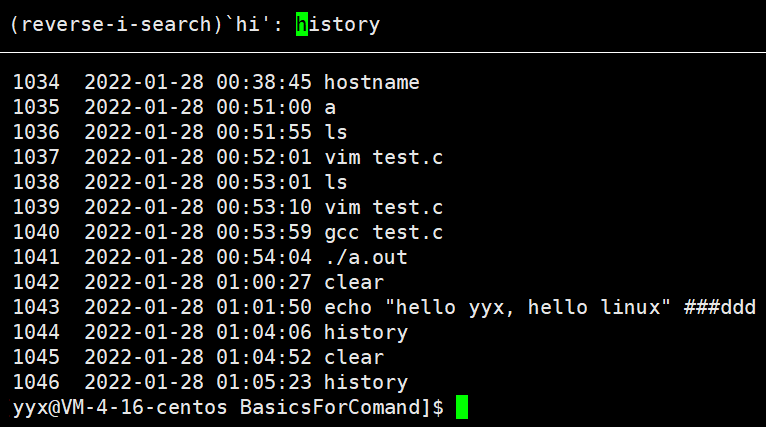 (reverse-i-search)`hi': history
1034  2022-01-28 00:38:45 hostname
1035  2022-01-28 00:51:00 a
1036  2022-01-28 00:51:55 ls
1037  2022-01-28 00:52:01 vim test.c
1038  2022-01-28 00:53:01 ls
1039  2022-01-28 00:53:10 vim test.c
1040  2022-01-28 00:53:59 gcc test.c
1041  2022-01-28 00:54:04 ./a.out
1042  2022-01-28 01:00:27 clear
1043  2022-01-28 01:01:50 echo "hello yyx, hello linux" ###ddd
1044  2022-01-28 01:04:06 history
1045  2022-01-28 01:04:52 clear
1046  2022-01-28 01:05:23 history
yyx@VM-4-16-centos BasicsForComand]$